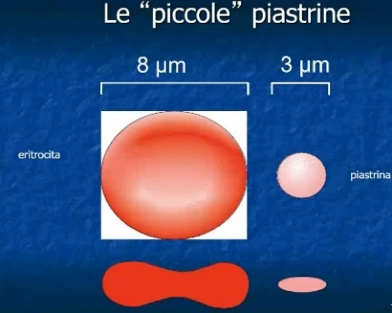 Le “piccole” piastrine
8 µm
3 µm
eritrocita
piastrina